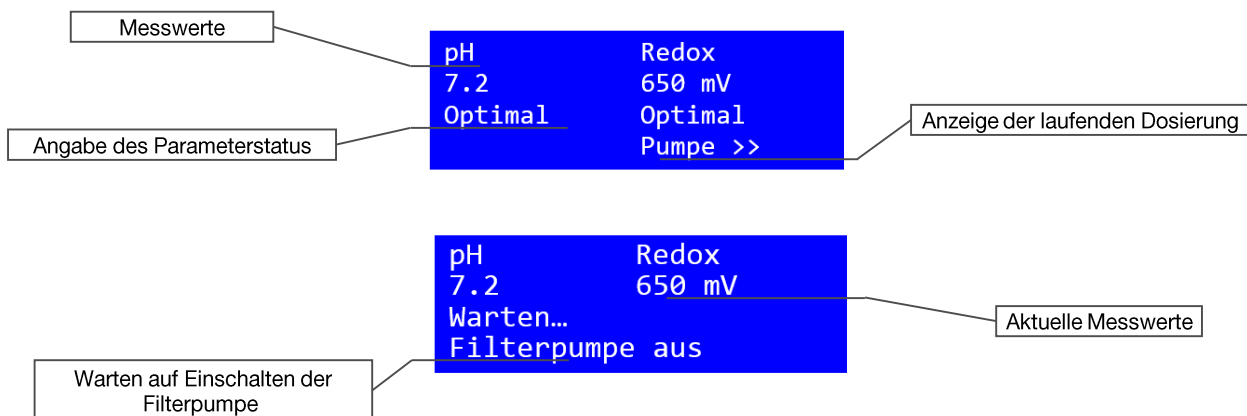 Messwerte
pH Redox
7.2 650 mV
Optimal Optimal
Pumpe >>
Angabe des Parameterstatus
Anzeige der laufenden Dosierung
pH Redox
7.2 650 mV
Warten…
Filterpumpe aus
Aktuelle Messwerte
Warten auf Einschalten der
Filterpumpe